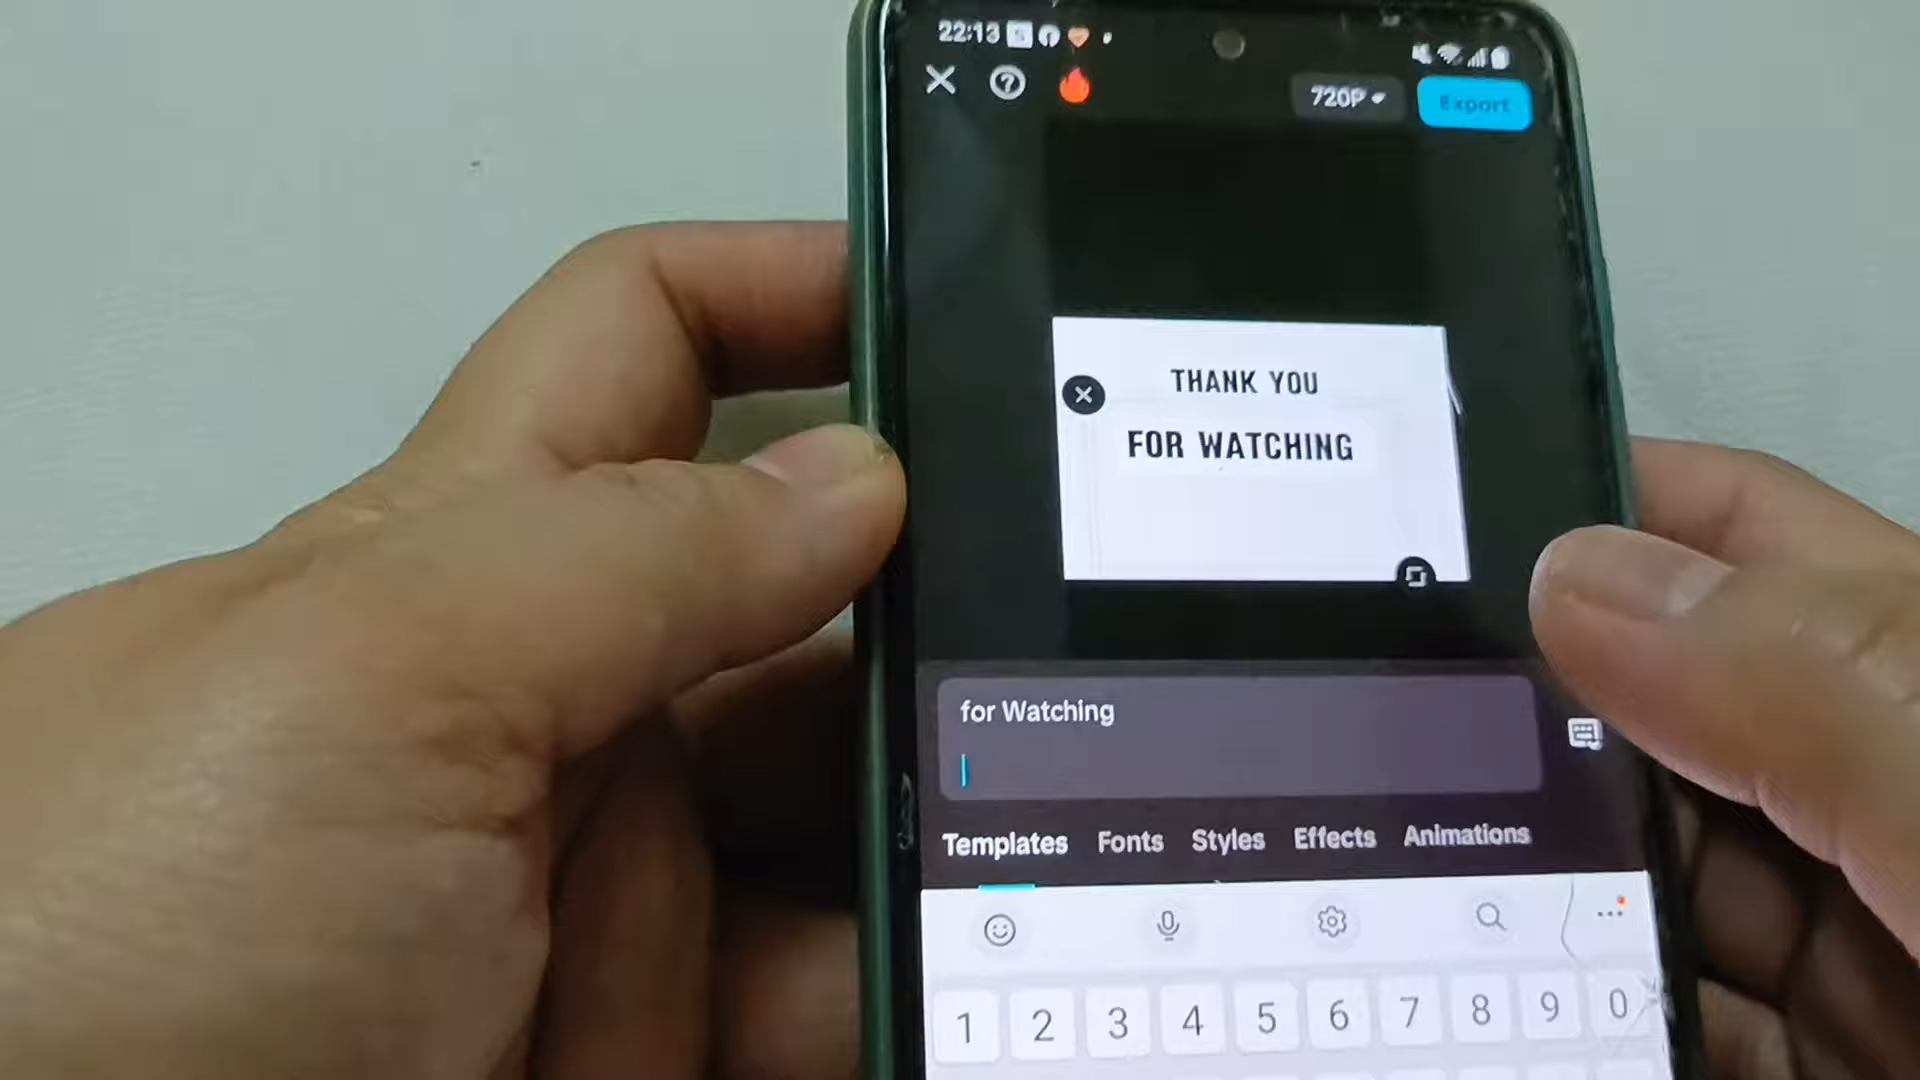 22:13
720P Export
THANK YOU
FOR WATCHING
for Watching
Templates Fonts Styles Effects Animations
1 2 3 4 5 6 7 8 9 0